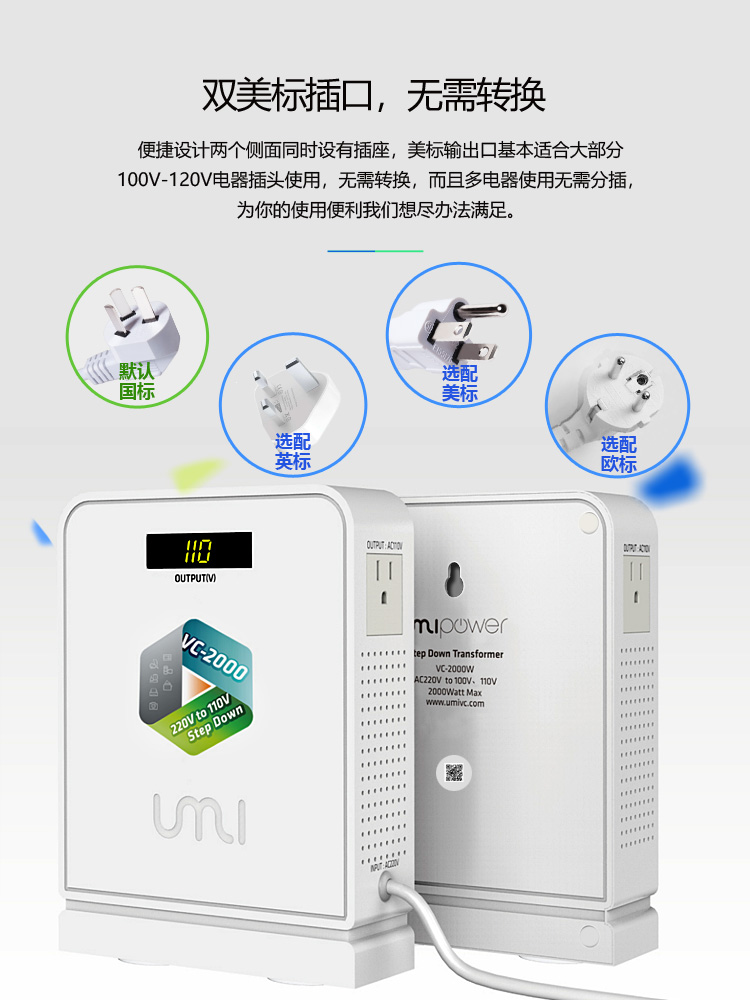 双美标插口，无需转换
便捷设计两个侧面同时设有插座，美标输出口基本适合大部分
100V-120V电器插头使用，无需转换，而且多电器使用无需分插，
为你的使用便利我们想尽办法满足。
默认
国标
选配
英标
选配
美标
选配
欧标
110
OUTPUT(V)
VC-2000
220V to 110V
Step Down
umi
INPUT : AC220V
OUTPUT : AC110V
mipower
tep Down Transformer
VC-2000W
AC220V to 100V、110V
2000Watt Max
www.umivc.com
OUTPUT : AC110V